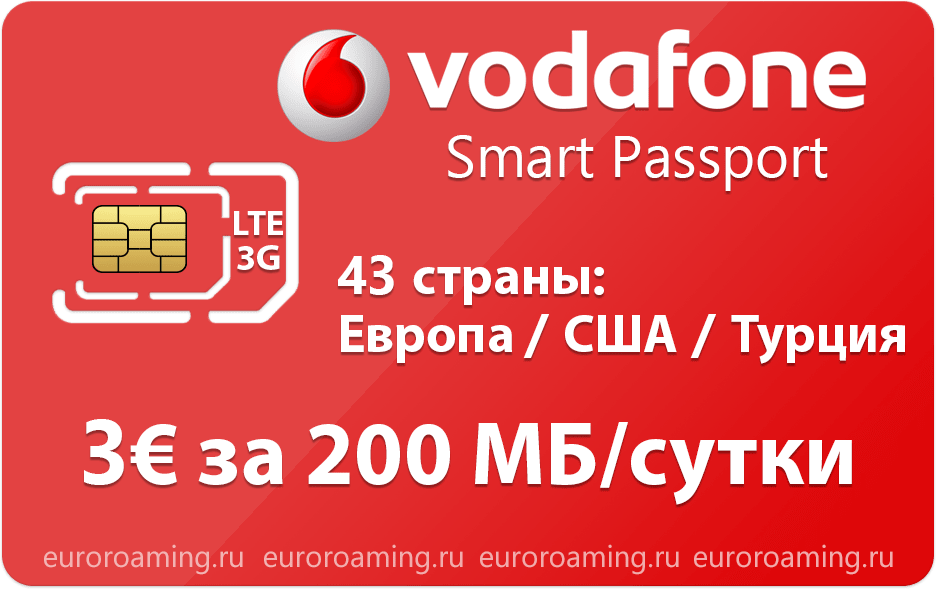 vodafone
Smart Passport
LTE
3G
43 страны:
Европа / США / Турция
3€ за 200 МБ/сутки
euroroaming.ru euroroaming.ru euroroaming.ru euroroaming.ru